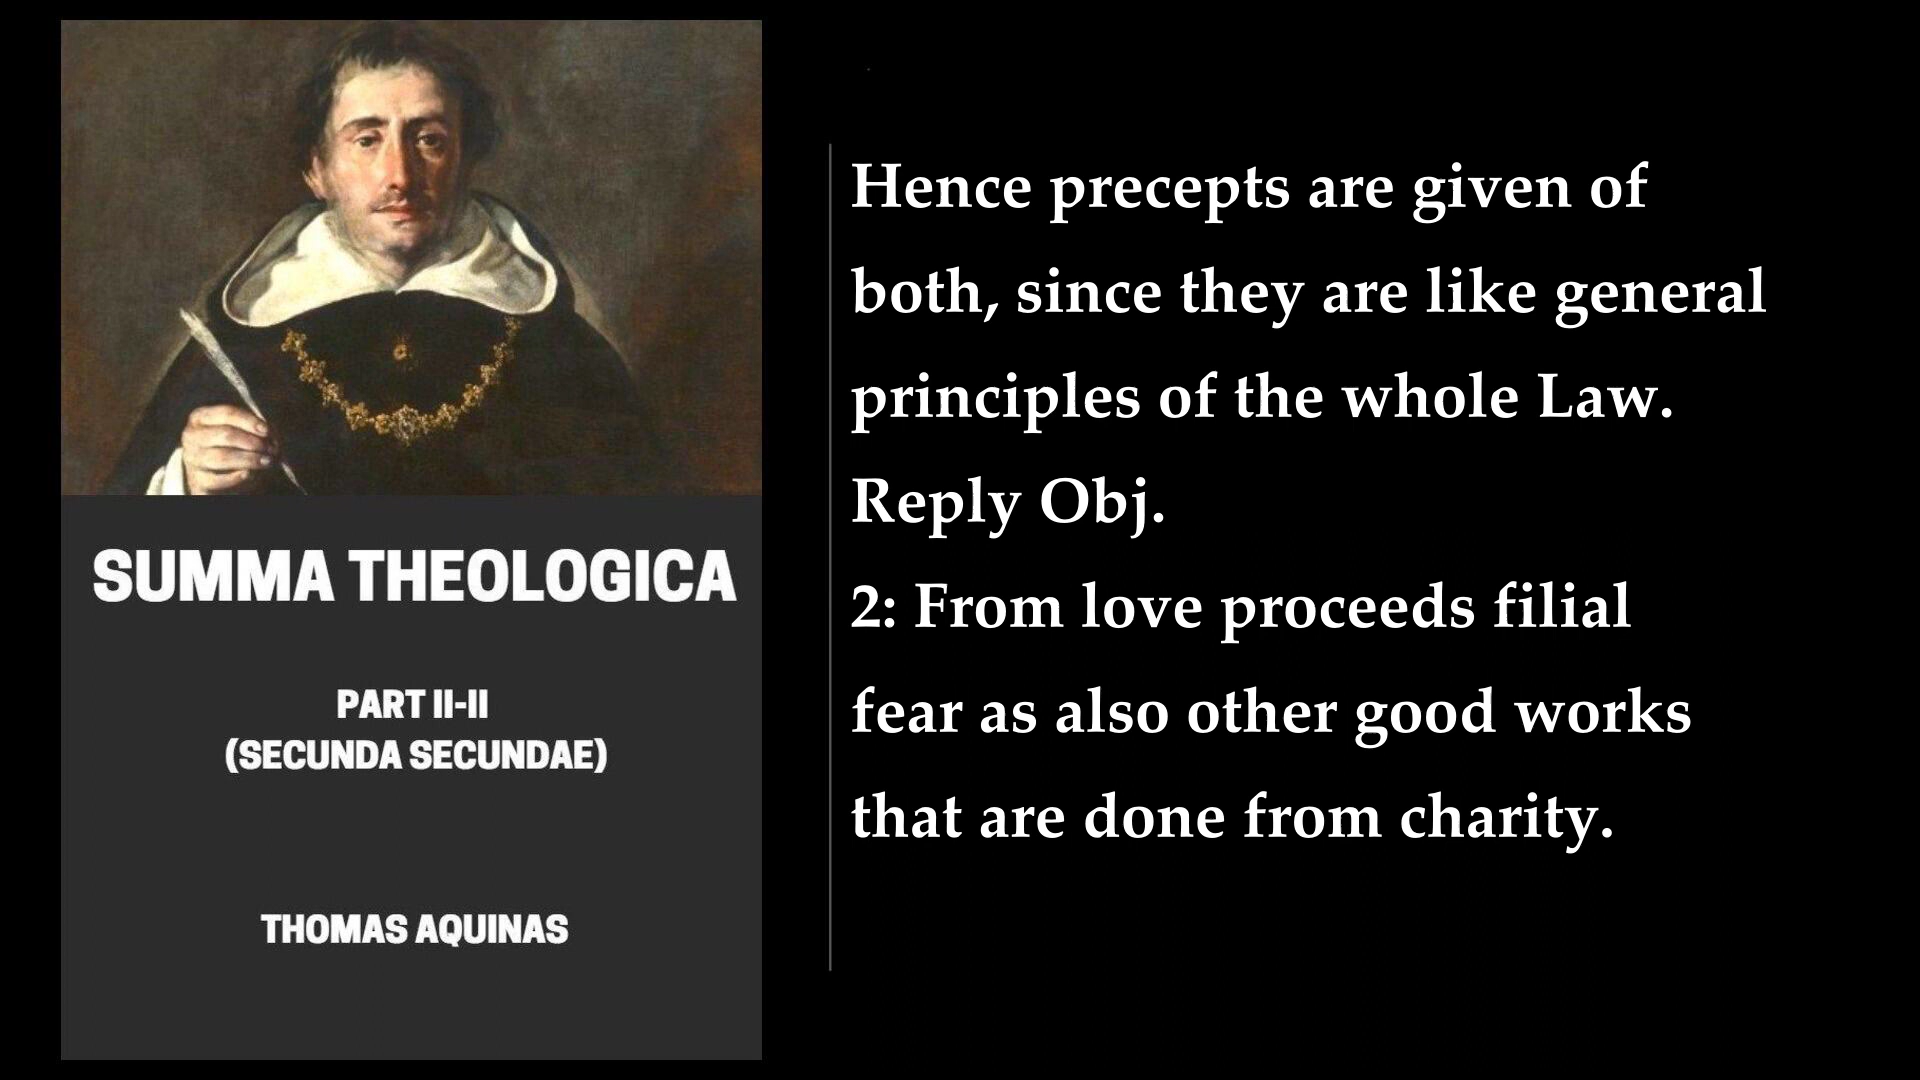 SUMMA THEOLOGICA
PART II-II
(SECUNDA SECUNDAE)
THOMAS AQUINAS
Hence precepts are given of
both, since they are like general
principles of the whole Law.
Reply Obj.
2: From love proceeds filial
fear as also other good works
that are done from charity.